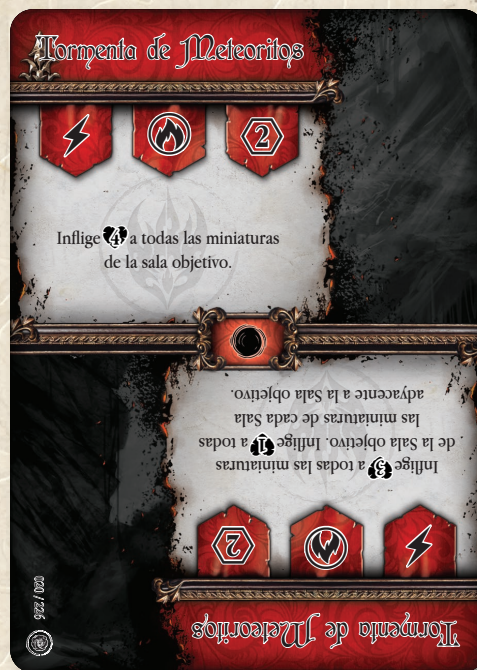 Tormenta de Meteoritos
2
Inflige 4 a todas las miniaturas
de la sala objetivo.
Tormenta de Meteoritos
2
Inflige 3 a todas las miniaturas
de la Sala objetivo. Inflige 1 a todas
las miniaturas de cada Sala
adyacente a la Sala objetivo.
020 / 226